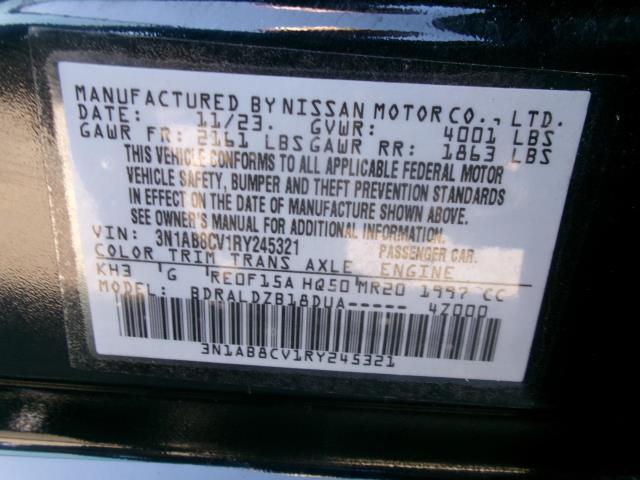 MANUFACTURED BY NISSAN MOTOR CO., LTD.
DATE: 11/23. GVWR: 4001 LBS
GAWR FR: 2161 LBS GAWR RR: 1863 LBS
THIS VEHICLE CONFORMS TO ALL APPLICABLE FEDERAL MOTOR
VEHICLE SAFETY, BUMPER AND THEFT PREVENTION STANDARDS
IN EFFECT ON THE DATE OF MANUFACTURE SHOWN ABOVE.
SEE OWNER'S MANUAL FOR ADDITIONAL INFORMATION.
VIN: 3N1AB8CV1RY245321 PASSENGER CAR.
COLOR TRIM TRANS AXLE ENGINE
KH3 G RE0F15A HQ50 MR20 1997 CC
BDRALDZB18DUA----- 4Z000
3N1AB8CV1RY245321